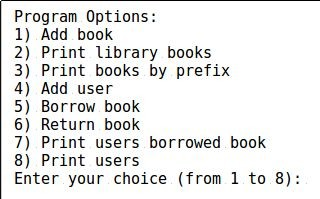 Program Options:
1) Add book
2) Print library books
3) Print books by prefix
4) Add user
5) Borrow book
6) Return book
7) Print users borrowed book
8) Print users
Enter your choice (from 1 to 8):